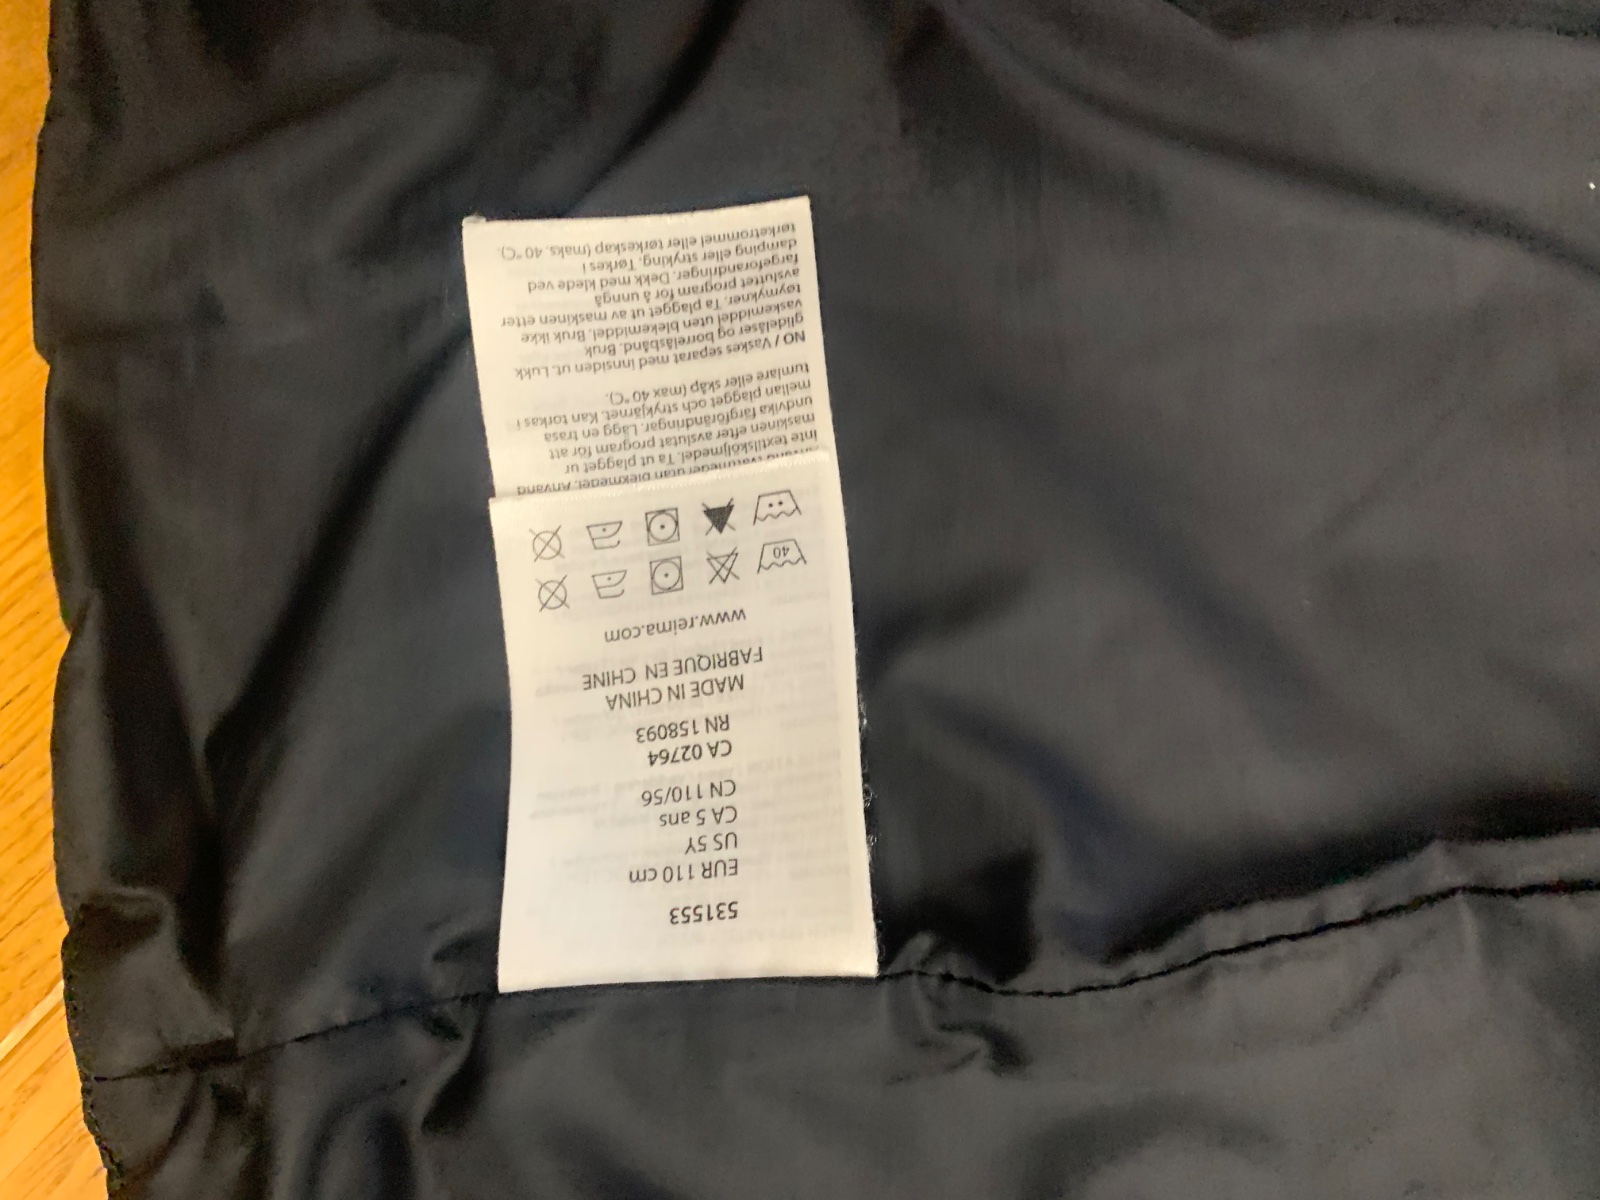 531553
EUR 110 cm
US 5Y
CA 5 ans
CN 110/56
CA 02764
RN 158093
MADE IN CHINA
FABRIQUE EN CHINE
www.reima.com
40
inte textilsköljmedel. Ta ut plagget ur
maskinen efter avslutat program för att
undvika färgförändringar. Lägg en trasa
mellan plagget och strykjärnet. Kan torkas i
tumlare eller skåp (max 40 °C).
NO / Vaskes separat med innsiden ut. Lukk
glidelåser og borrelåsbånd. Bruk
vaskemiddel uten blekemiddel. Bruk ikke
tøymykner. Ta plagget ut av maskinen etter
avsluttet program for å unngå
fargeforandringer. Dekk med klede ved
damping eller stryking. Tørkes i
tørketrommel eller tørkeskap (maks. 40 °C).